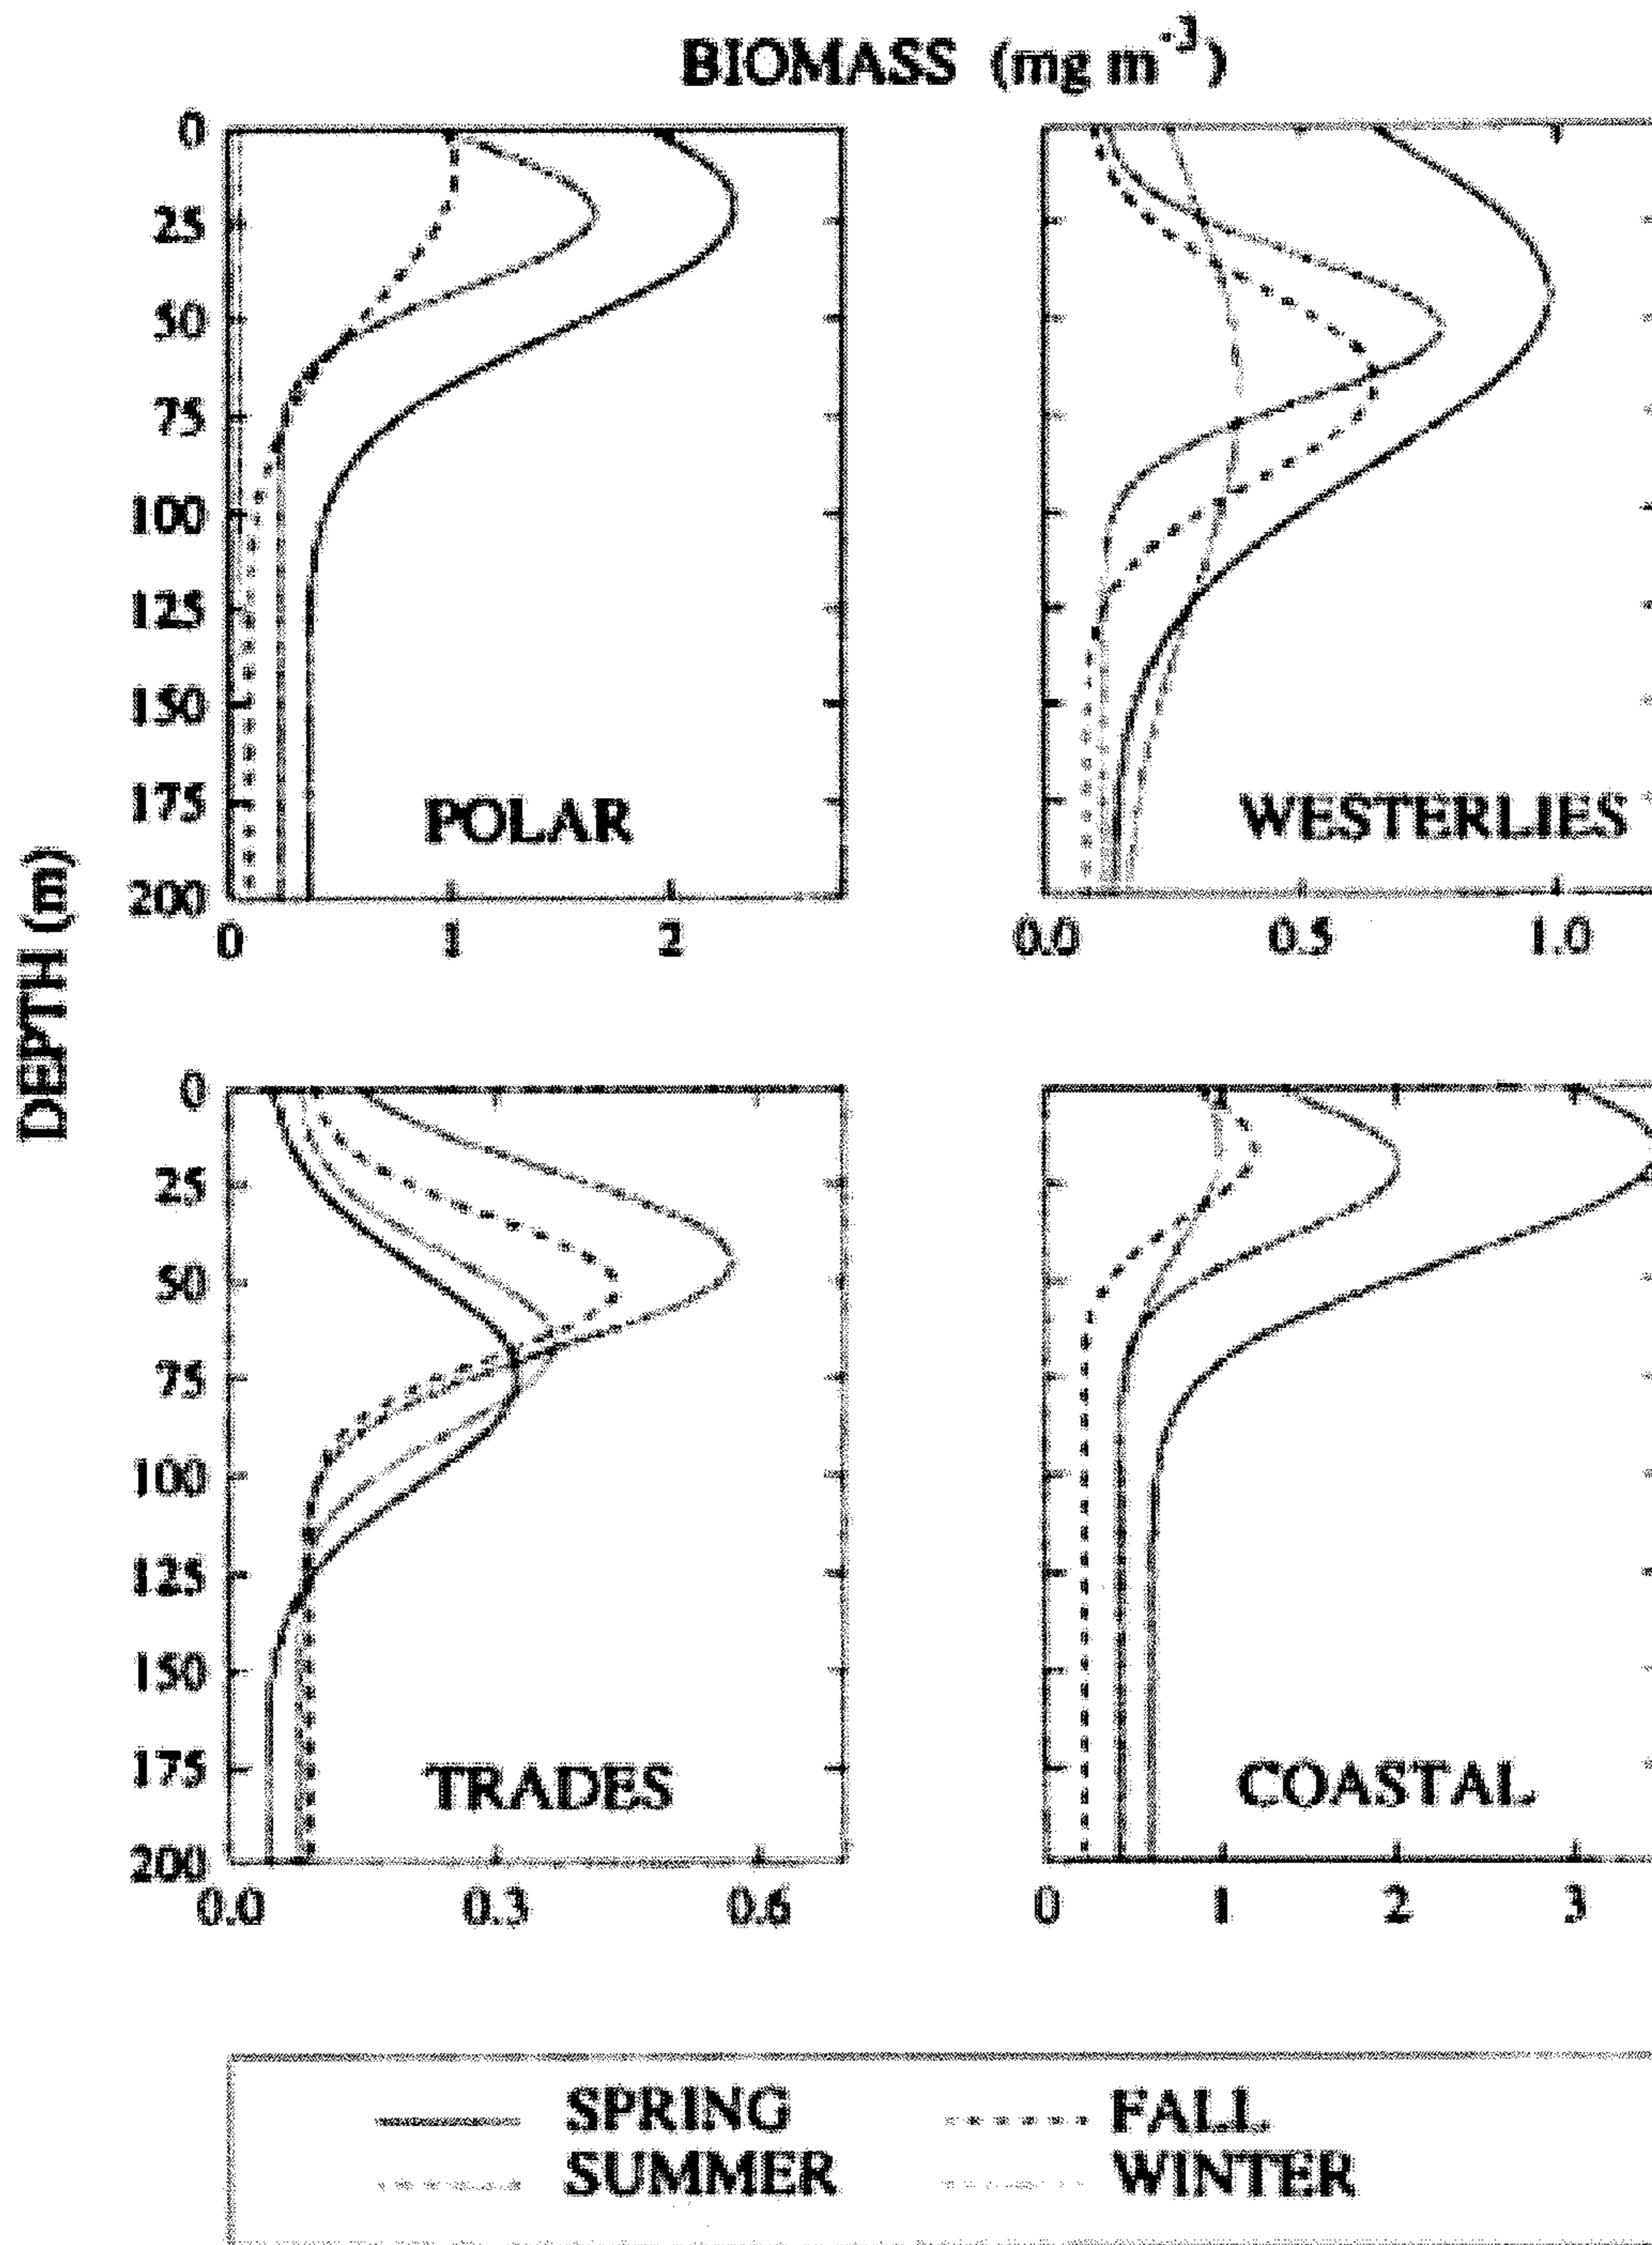 BIOMASS (mg m-3)
0
25
50
75
100
125
150
175
200
POLAR
0 1 2
WESTERLIES
0.0 0.5 1.0
DEPTH (m)
0
25
50
75
100
125
150
175
200
TRADES
0.0 0.3 0.6
COASTAL
0 1 2 3
SPRING FALL
SUMMER WINTER